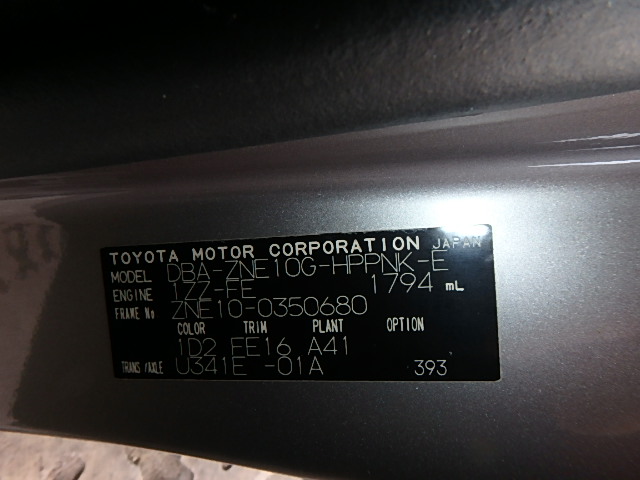 TOYOTA MOTOR CORPORATION JAPAN
MODEL DBA-ZNE10G-HPPNK-E
ENGINE 1ZZ-FE 1794 mL
FRAME No ZNE10-0350680
COLOR TRIM PLANT OPTION
1D2 EE16 A41
TRANS/AXLE U341E -01A 393